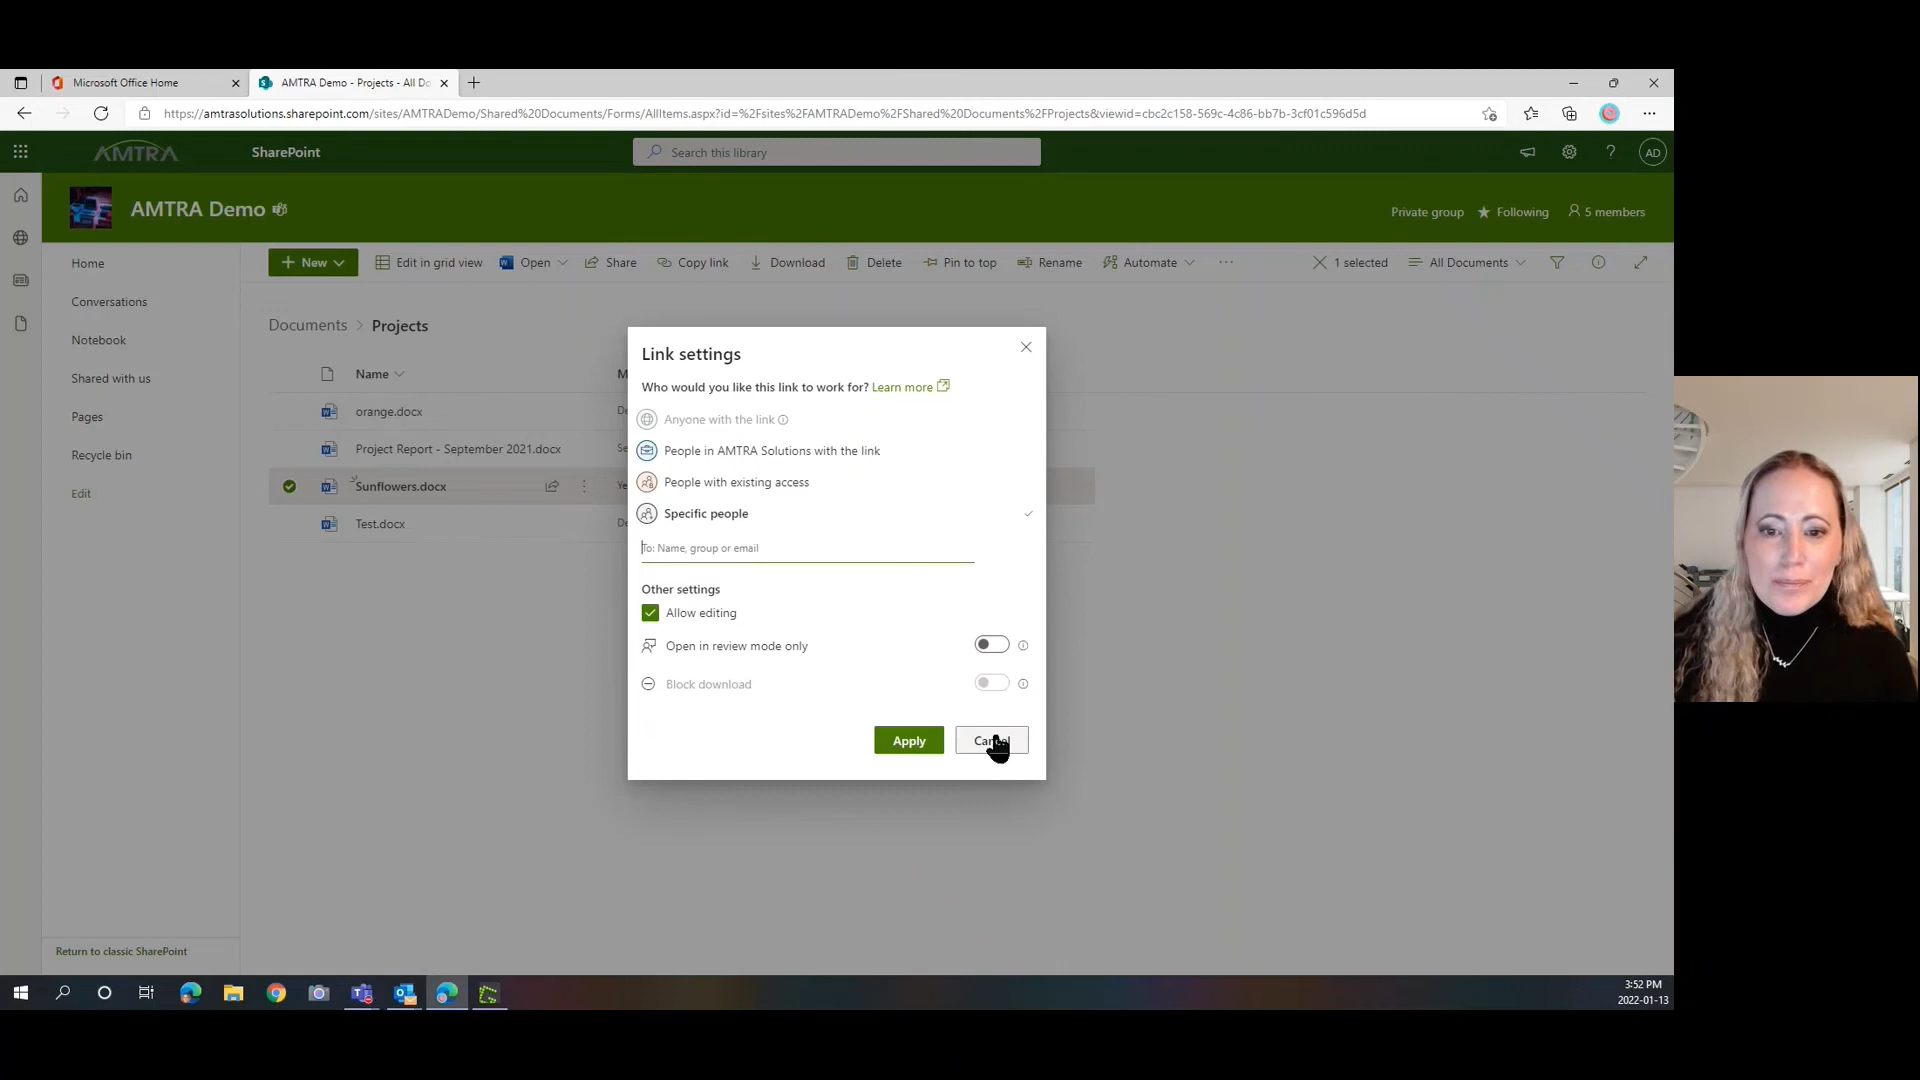 Microsoft Office Home
AMTRA Demo - Projects - All Do
https://amtrasolutions.sharepoint.com/sites/AMTRADemo/Shared%20Documents/Forms/AllItems.aspx?id=%2Fsites%2FAMTRADemo%2FShared%20Documents%2FProjects&viewid=cbc2c158-569c-4c86-bb7b-3cf01c596d5d
AMTRA
SharePoint
Search this library
AD
AMTRA Demo
Private group
Following
5 members
Home
Conversations
Notebook
Shared with us
Pages
Recycle bin
Edit
Return to classic SharePoint
New
Edit in grid view
Open
Share
Copy link
Download
Delete
Pin to top
Rename
Automate
1 selected
All Documents
Documents > Projects
Name
M
orange.docx
De
Project Report - September 2021.docx
Se
Sunflowers.docx
Ye
Test.docx
De
Link settings
Who would you like this link to work for? Learn more
Anyone with the link
People in AMTRA Solutions with the link
People with existing access
Specific people
To: Name, group or email
Other settings
Allow editing
Open in review mode only
Block download
Apply
Cancel
3:52 PM
2022-01-13